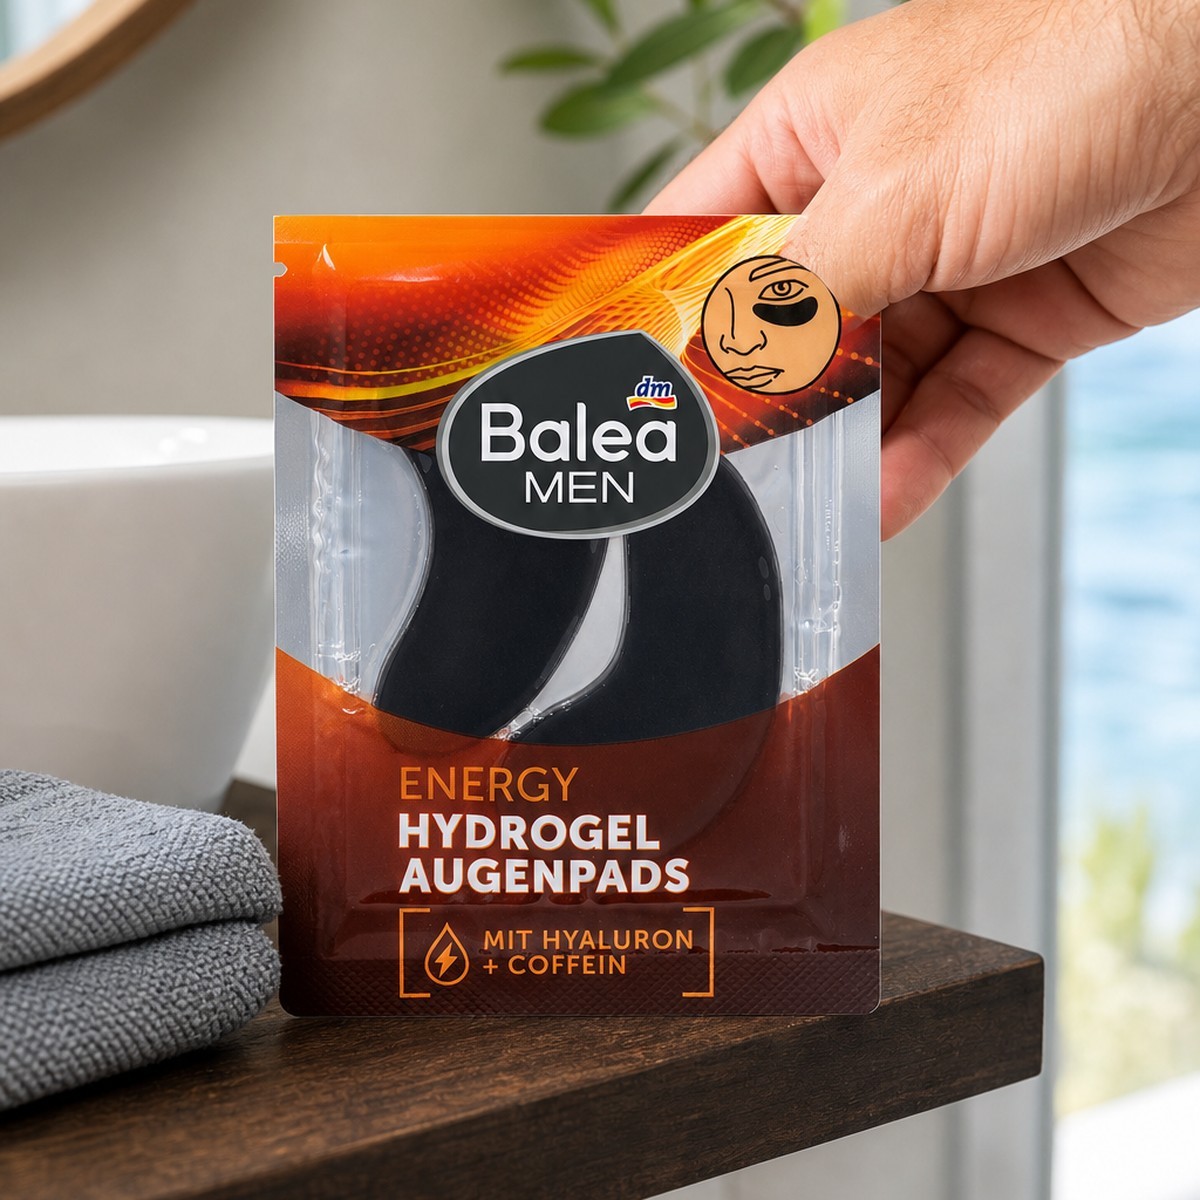 dm
Balea
MEN
ENERGY
HYDROGEL
AUGENPADS
MIT HYALURON
+ COFFEIN